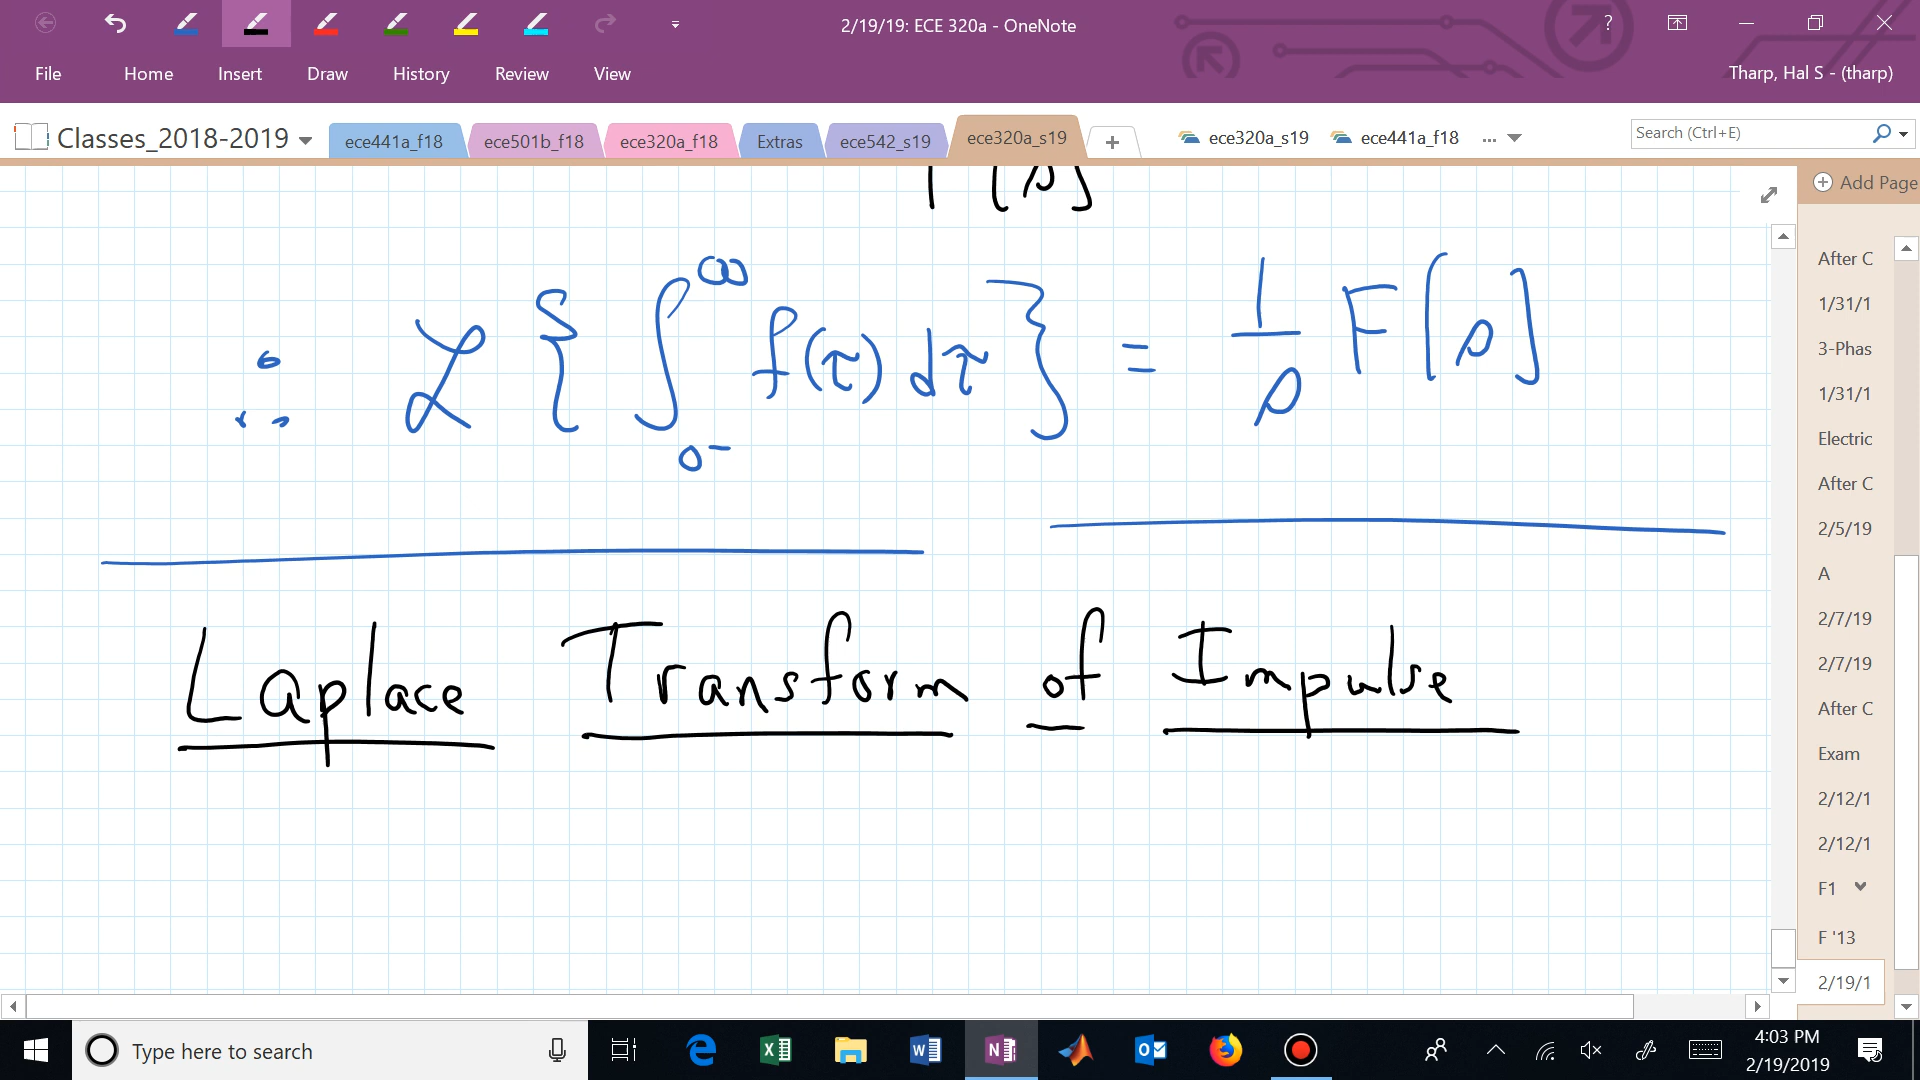 2/19/19: ECE 320a - OneNote
?
File Home Insert Draw History Review View
Tharp, Hal S - (tharp)
Classes_2018-2019
ece441a_f18 ece501b_f18 ece320a_f18 Extras ece542_s19 ece320a_s19 +
ece320a_s19 ece441a_f18 ...
Search (Ctrl+E)
Add Page
∴ ℒ { ∫_{0-}^{∞} f(τ) dτ } = 1/s F[s]
Laplace Transform of Impulse
After C
1/31/1
3-Phas
1/31/1
Electric
After C
2/5/19
A
2/7/19
2/7/19
After C
Exam
2/12/1
2/12/1
F1
F '13
2/19/1
Type here to search
4:03 PM
2/19/2019